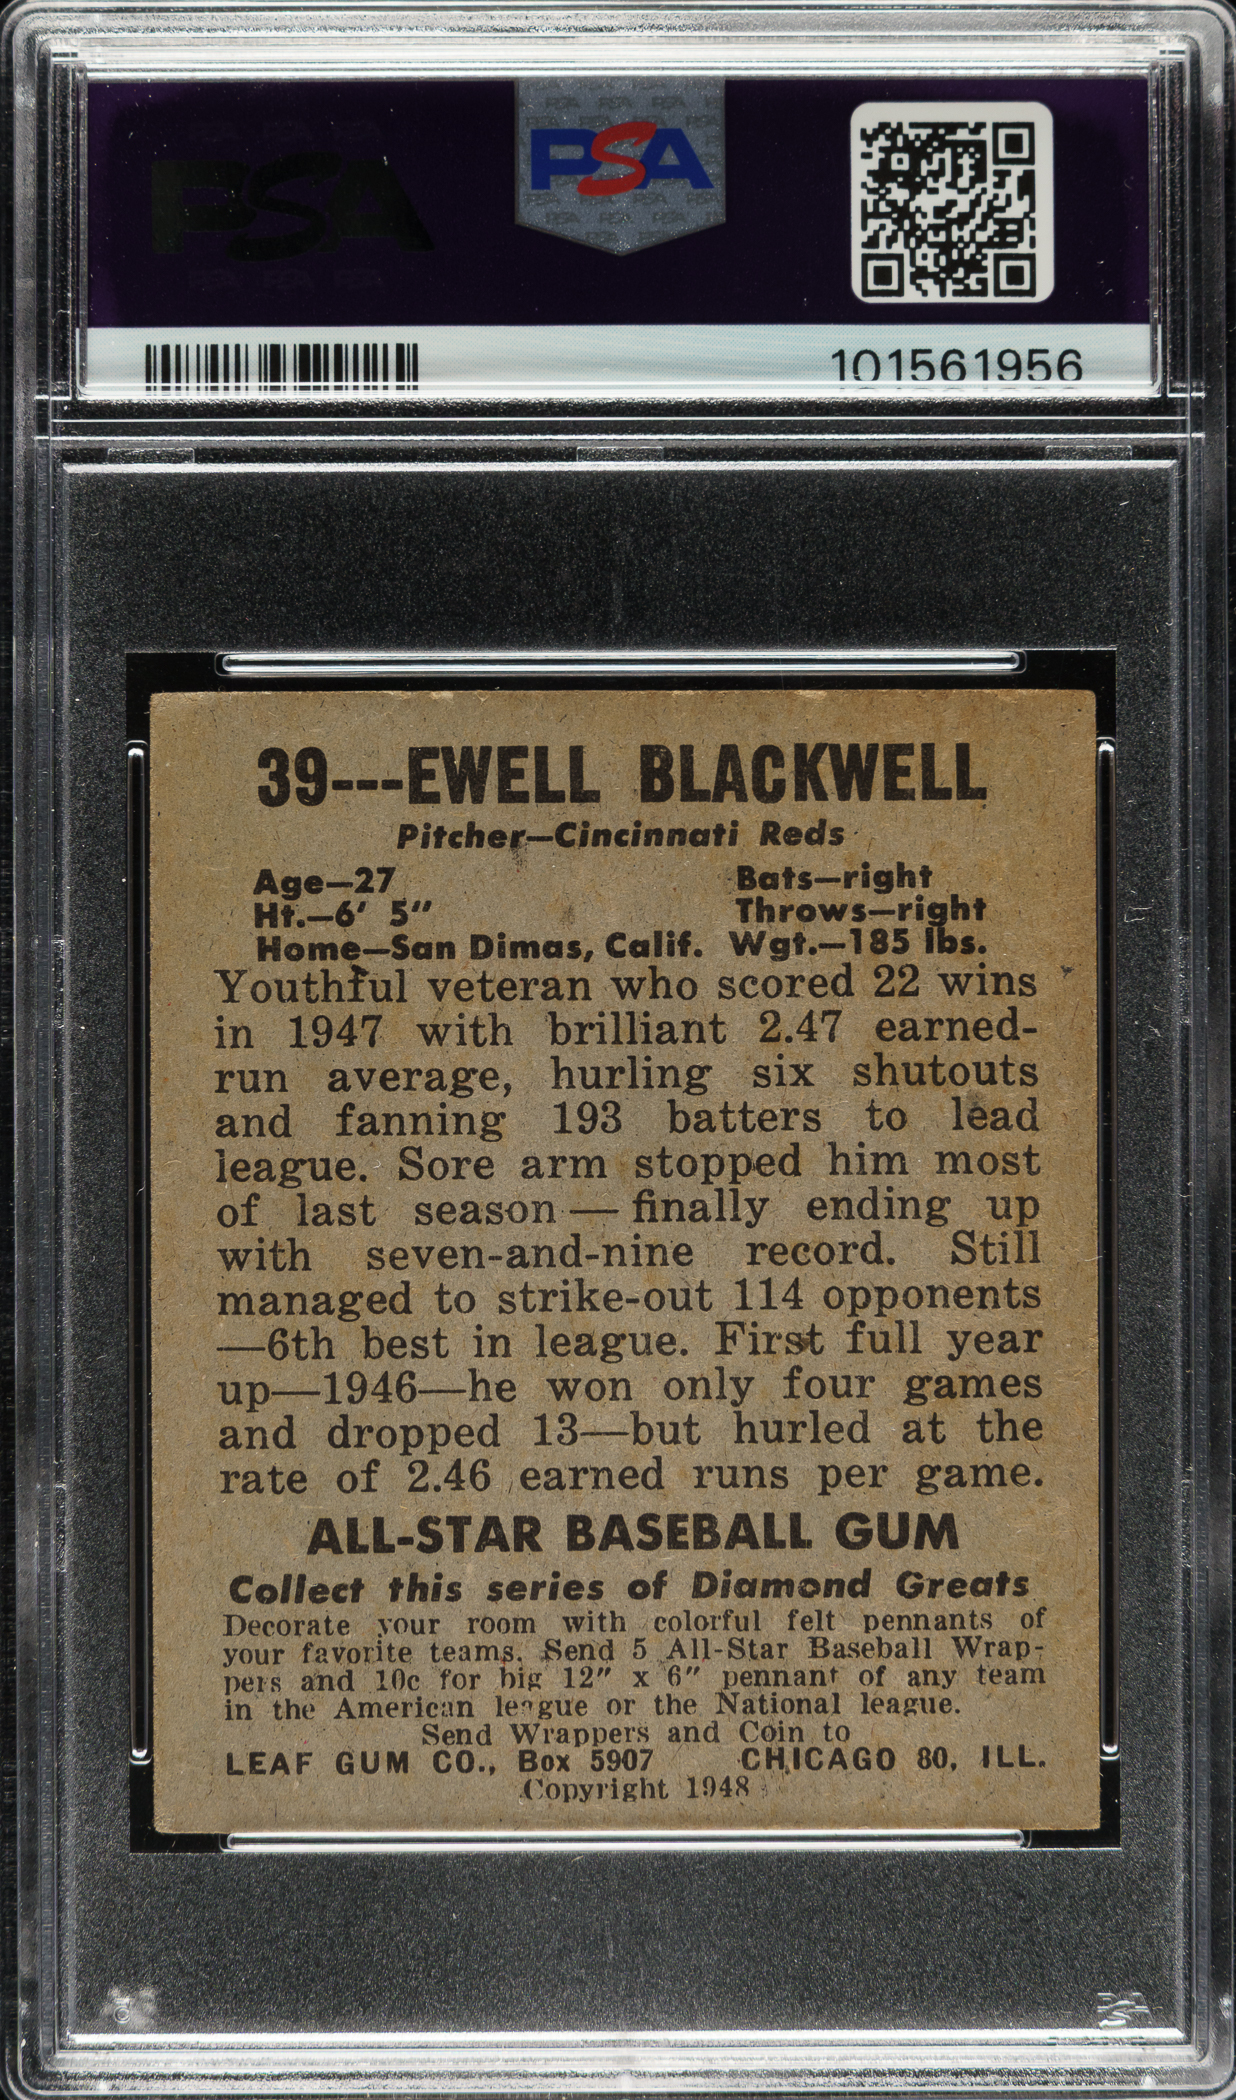 PSA
PSA
101561956
39---EWELL BLACKWELL
Pitcher—Cincinnati Reds
Age—27 Bats—right
Ht.—6' 5" Throws—right
Home—San Dimas, Calif. Wgt.—185 lbs.
Youthful veteran who scored 22 wins
in 1947 with brilliant 2.47 earned-
run average, hurling six shutouts
and fanning 193 batters to lead
league. Sore arm stopped him most
of last season — finally ending up
with seven-and-nine record. Still
managed to strike-out 114 opponents
—6th best in league. First full year
up—1946—he won only four games
and dropped 13—but hurled at the
rate of 2.46 earned runs per game.
ALL-STAR BASEBALL GUM
Collect this series of Diamond Greats
Decorate your room with colorful felt pennants of
your favorite teams. Send 5 All-Star Baseball Wrap-
pers and 10c for big 12" x 6" pennant of any team
in the American league or the National league.
Send Wrappers and Coin to
LEAF GUM CO., Box 5907 CHICAGO 80, ILL.
Copyright 1948
PSA